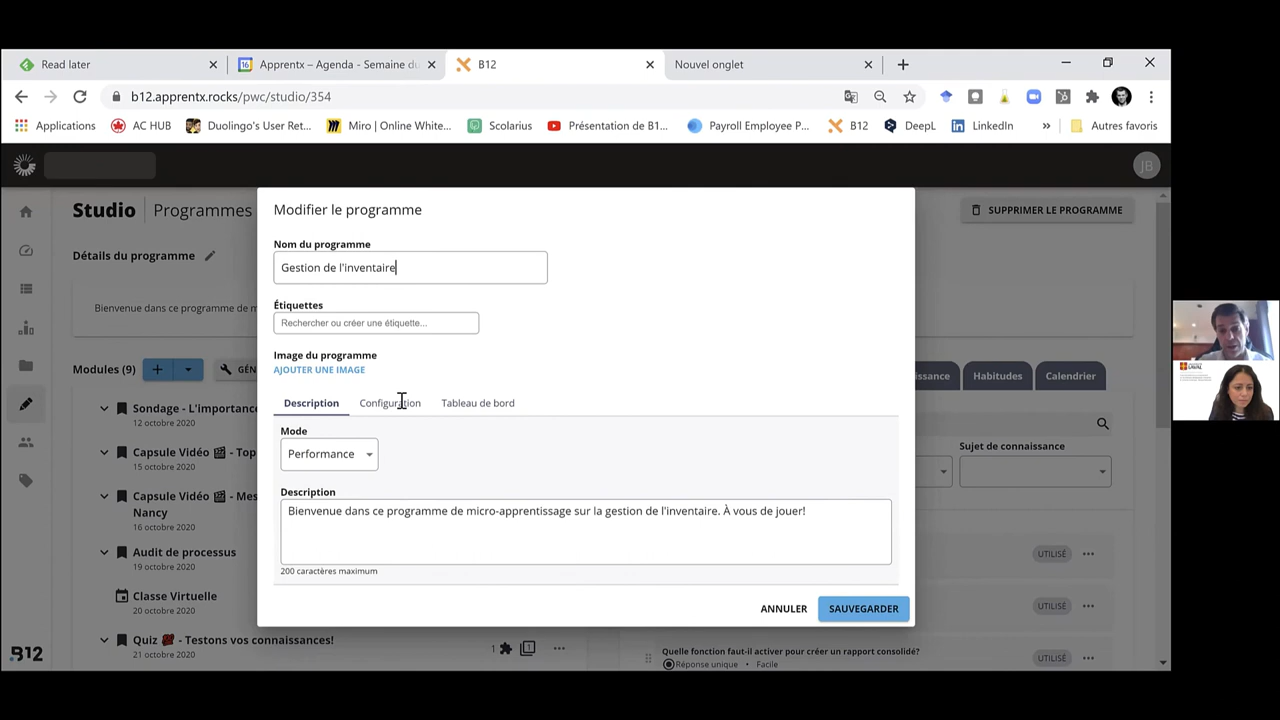 Read later
Apprentx – Agenda - Semaine du
B12
Nouvel onglet
b12.apprentx.rocks/pwc/studio/354
Applications
AC HUB
Duolingo's User Ret...
Miro | Online White...
Scolarius
Présentation de B1...
Payroll Employee P...
B12
DeepL
LinkedIn
»
Autres favoris
JB
Studio
Programmes
SUPPRIMER LE PROGRAMME
Détails du programme
Bienvenue dans ce programme de m
Modules (9)
GÉN
Sondage - L'importance
12 octobre 2020
Capsule Vidéo 🎬 - Top
15 octobre 2020
Capsule Vidéo 🎬 - Mes
Nancy
16 octobre 2020
Audit de processus
19 octobre 2020
Classe Virtuelle
20 octobre 2020
Quiz 🥊 - Testons vos connaissances!
21 octobre 2020
1
1
B12
Modifier le programme
Nom du programme
Gestion de l'inventaire
Étiquettes
Rechercher ou créer une étiquette...
Image du programme
AJOUTER UNE IMAGE
Description
Configuration
Tableau de bord
Mode
Performance
Description
Bienvenue dans ce programme de micro-apprentissage sur la gestion de l'inventaire. À vous de jouer!
200 caractères maximum
ANNULER
SAUVEGARDER
issance
Habitudes
Calendrier
Sujet de connaissance
UTILISÉ
UTILISÉ
Quelle fonction faut-il activer pour créer un rapport consolidé?
Réponse unique • Facile
UTILISÉ
LAVAL